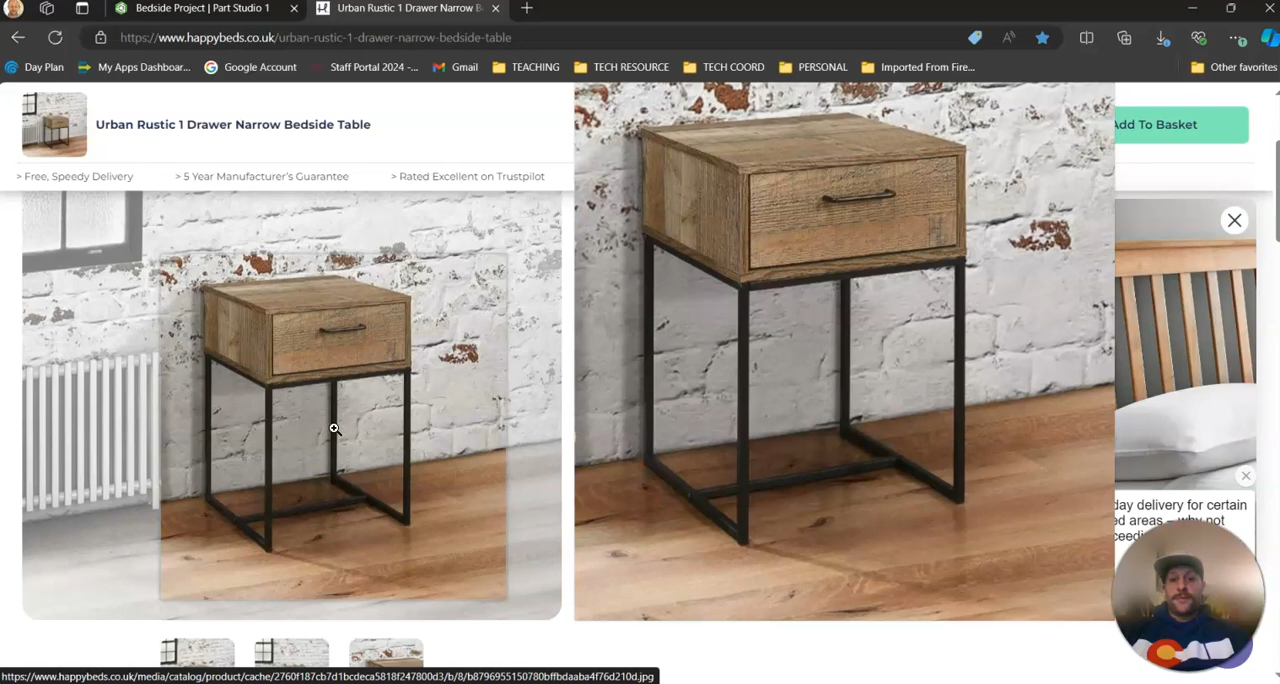 Bedside Project | Part Studio 1
Urban Rustic 1 Drawer Narrow B
https://www.happybeds.co.uk/urban-rustic-1-drawer-narrow-bedside-table
Day Plan
My Apps Dashboar...
Google Account
Staff Portal 2024 -...
Gmail
TEACHING
TECH RESOURCE
TECH COORD
PERSONAL
Imported From Fire...
Other favorites
Urban Rustic 1 Drawer Narrow Bedside Table
Add To Basket
> Free, Speedy Delivery
> 5 Year Manufacturer's Guarantee
> Rated Excellent on Trustpilot
day delivery for certain
ed areas – why not
https://www.happybeds.co.uk/media/catalog/product/cache/2760f187cb7d1bcdeca5818f247800d3/b/8/b8796955150780bffbdaaba4f76d210d.jpg